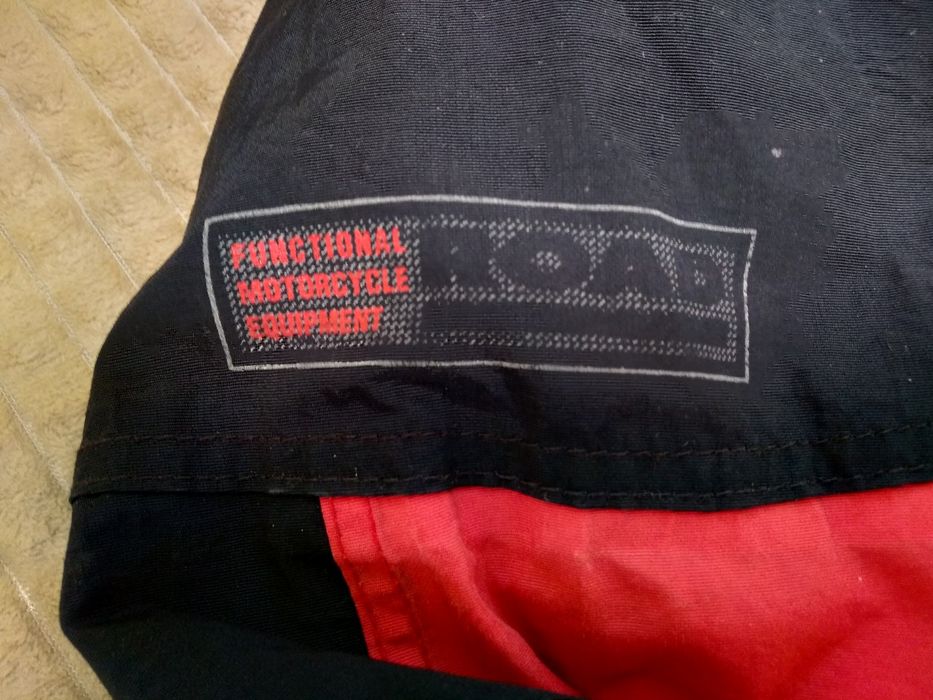 FUNCTIONAL
MOTORCYCLE
EQUIPMENT
ROAD